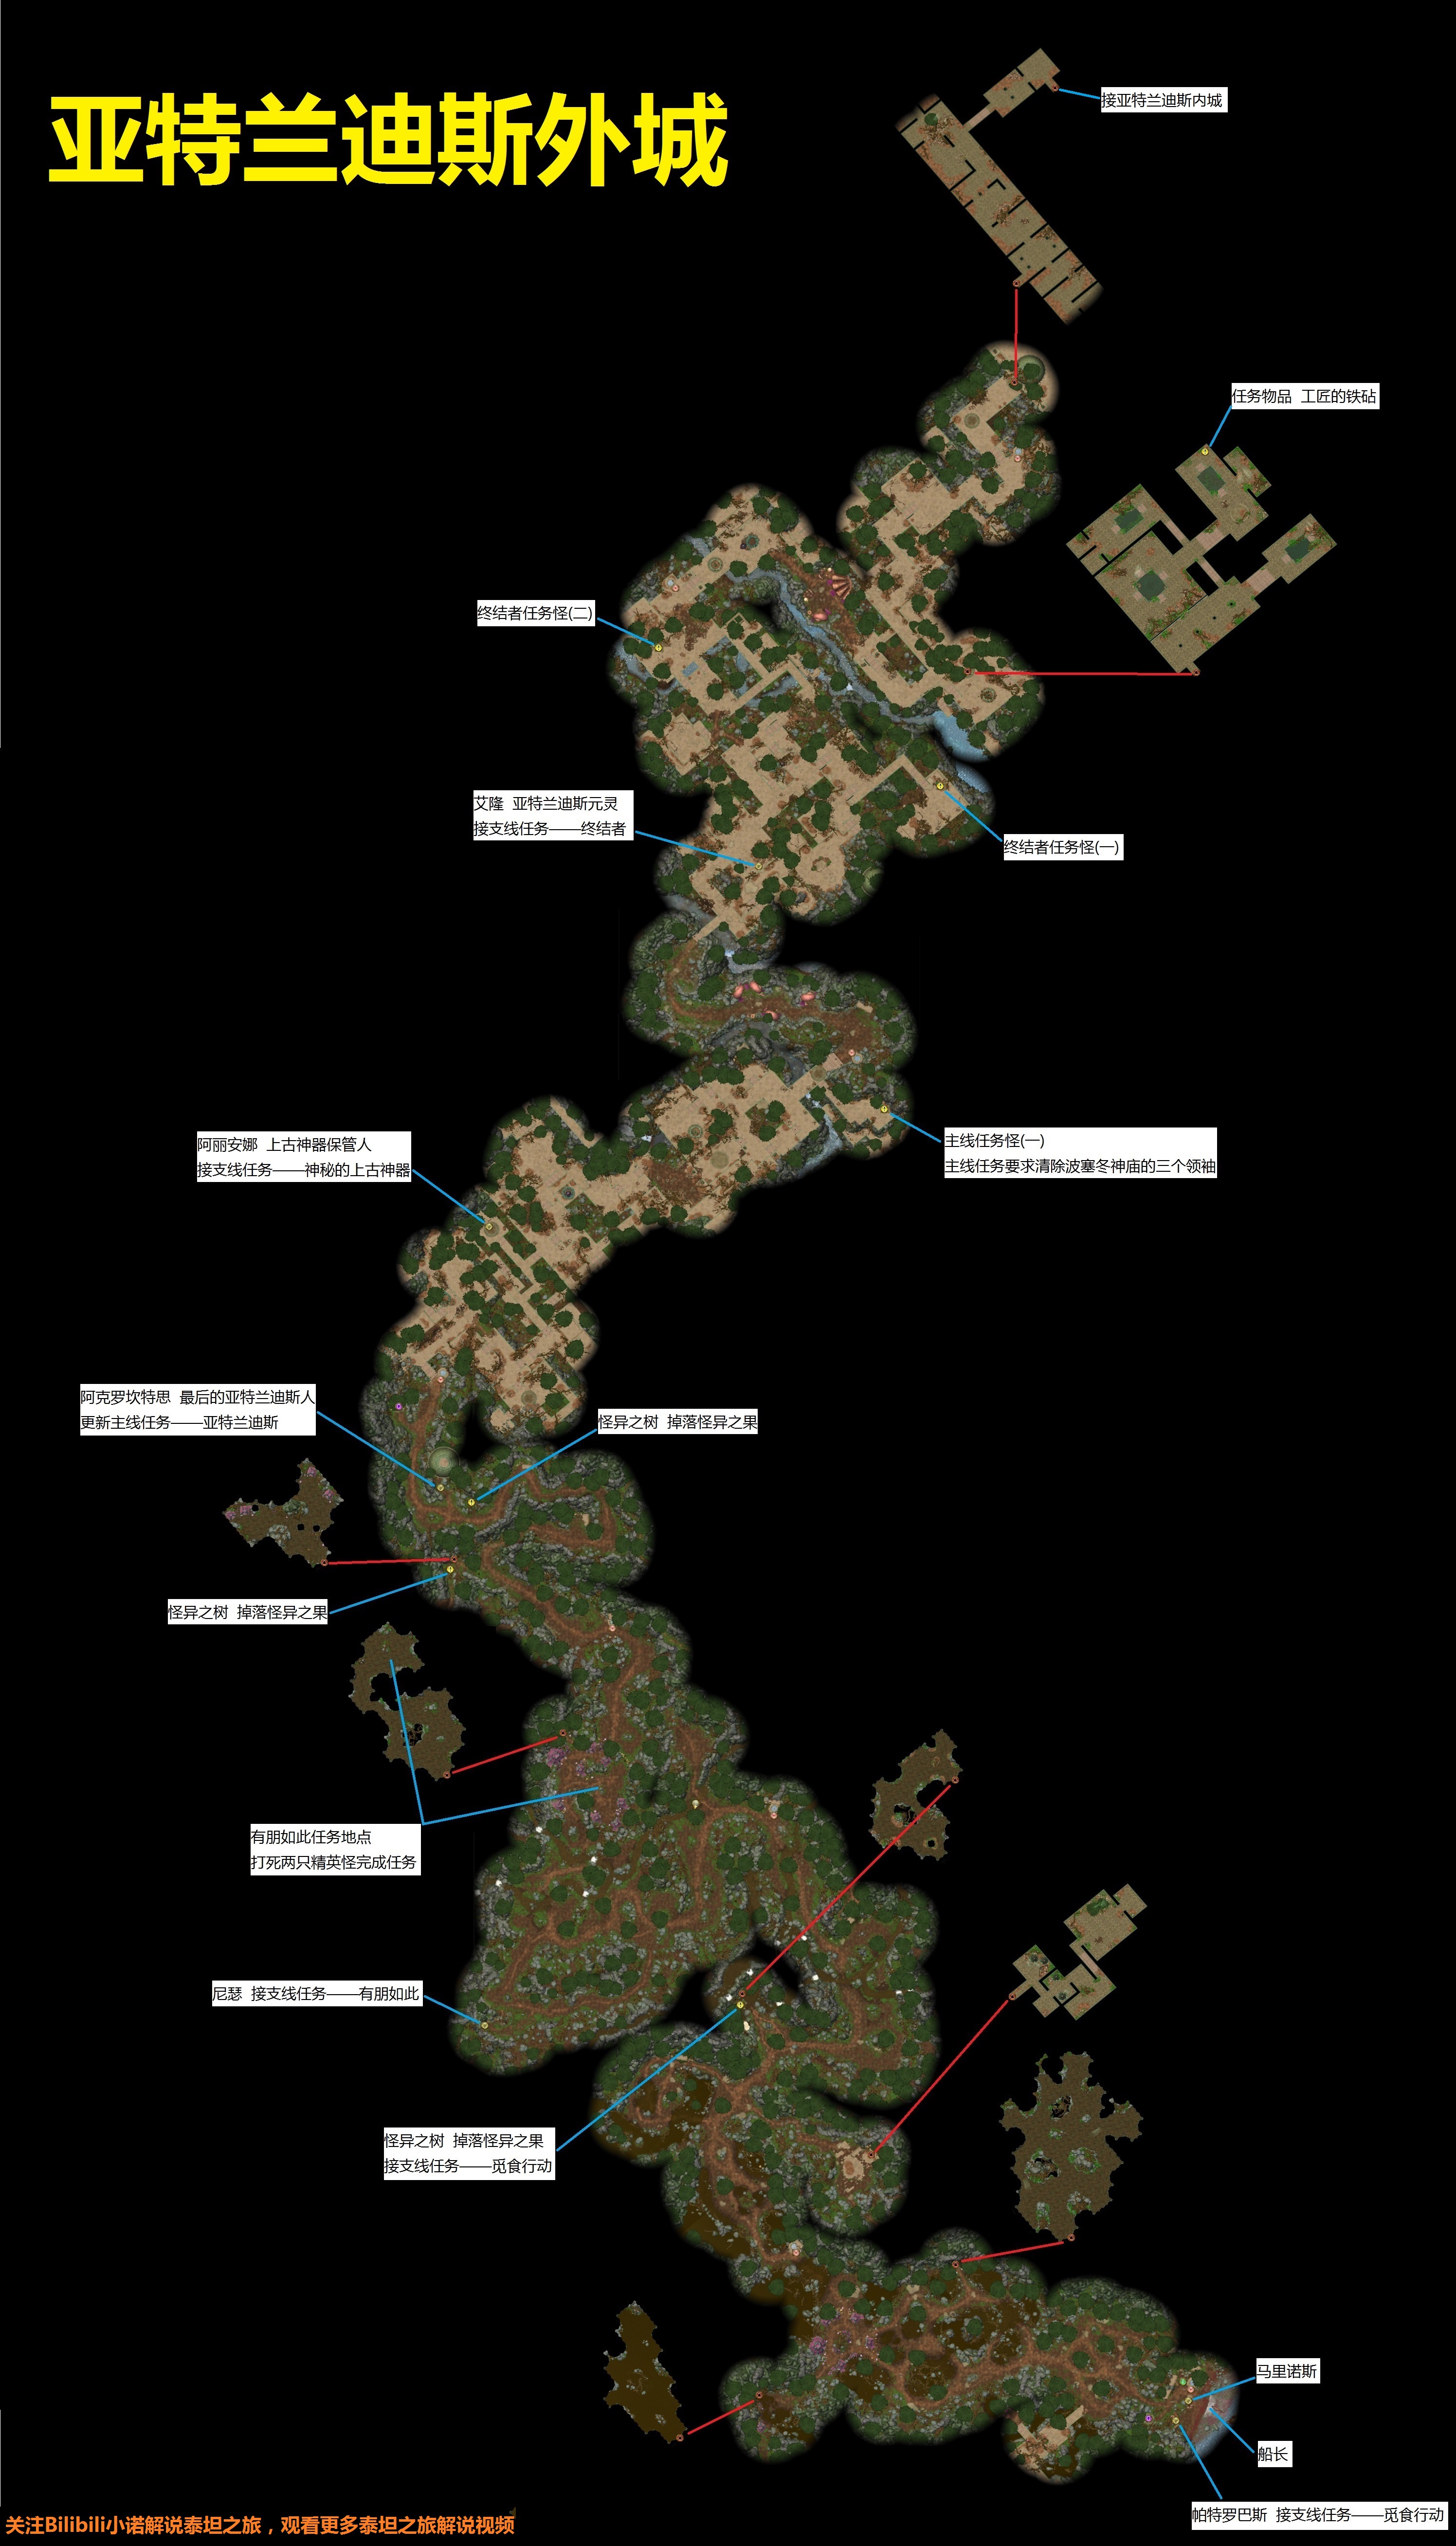 亚特兰迪斯外城
接亚特兰迪斯内城
任务物品 工匠的铁砧
终结者任务怪(二)
艾隆 亚特兰迪斯元灵
接支线任务——终结者
终结者任务怪(一)
阿丽安娜 上古神器保管人
接支线任务——神秘的上古神器
主线任务怪(一)
主线任务要求清除波塞冬神庙的三个领袖
阿克罗坎特思 最后的亚特兰迪斯人
更新主线任务——亚特兰迪斯
怪异之树 掉落怪异之果
怪异之树 掉落怪异之果
有朋如此任务地点
打死两只精英怪完成任务
尼瑟 接支线任务——有朋如此
怪异之树 掉落怪异之果
接支线任务——觅食行动
马里诺斯
船长
帕特罗巴斯 接支线任务——觅食行动
关注Bilibili小诺解说泰坦之旅，观看更多泰坦之旅解说视频